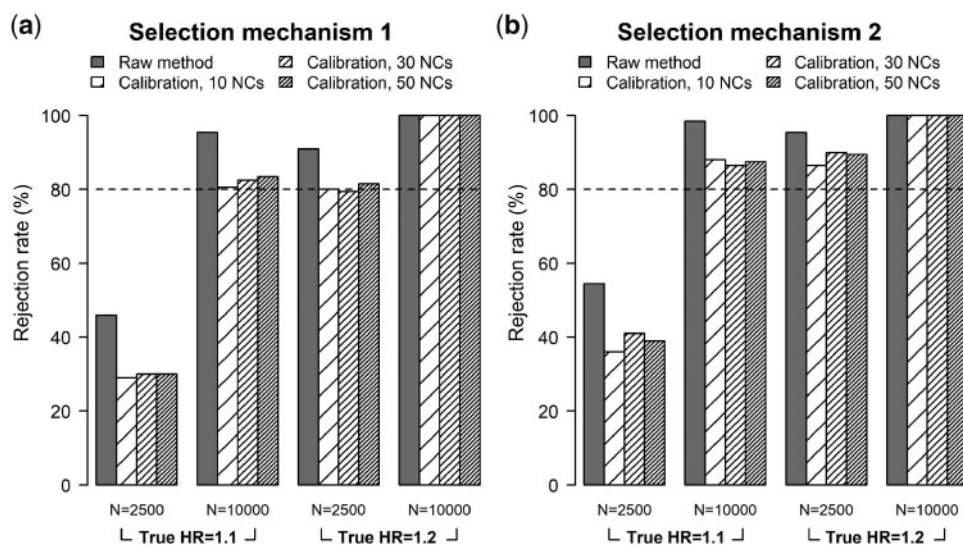 (a) Selection mechanism 1
Raw method
Calibration, 10 NCs
Calibration, 30 NCs
Calibration, 50 NCs
Rejection rate (%)
100
80
60
40
20
0
N=2500 N=10000 N=2500 N=10000
True HR=1.1 True HR=1.2
(b) Selection mechanism 2
Raw method
Calibration, 10 NCs
Calibration, 30 NCs
Calibration, 50 NCs
Rejection rate (%)
100
80
60
40
20
0
N=2500 N=10000 N=2500 N=10000
True HR=1.1 True HR=1.2